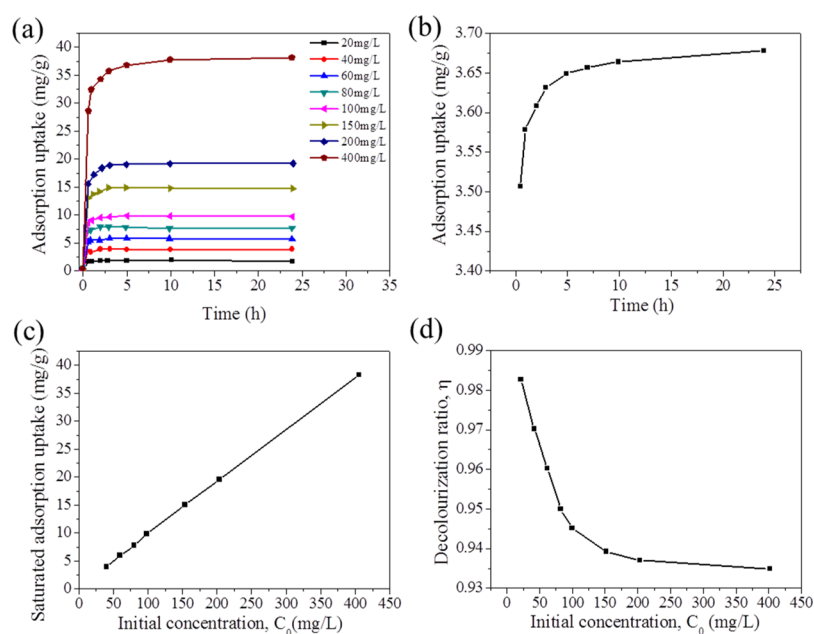 (a)
Adsorption uptake (mg/g)
40
35
30
25
20
15
10
5
0
0 5 10 15 20 25 30 35
Time (h)
20mg/L
40mg/L
60mg/L
80mg/L
100mg/L
150mg/L
200mg/L
400mg/L
(b)
Adsorption uptake (mg/g)
3.70
3.65
3.60
3.55
3.50
3.45
3.40
0 5 10 15 20 25
Time (h)
(c)
Saturated adsorption uptake (mg/g)
40
35
30
25
20
15
10
5
0
0 50 100 150 200 250 300 350 400 450
Initial concentration, C₀(mg/L)
(d)
Decolourization ratio, η
0.99
0.98
0.97
0.96
0.95
0.94
0.93
0 50 100 150 200 250 300 350 400 450
Initial concentration, C₀ (mg/L)